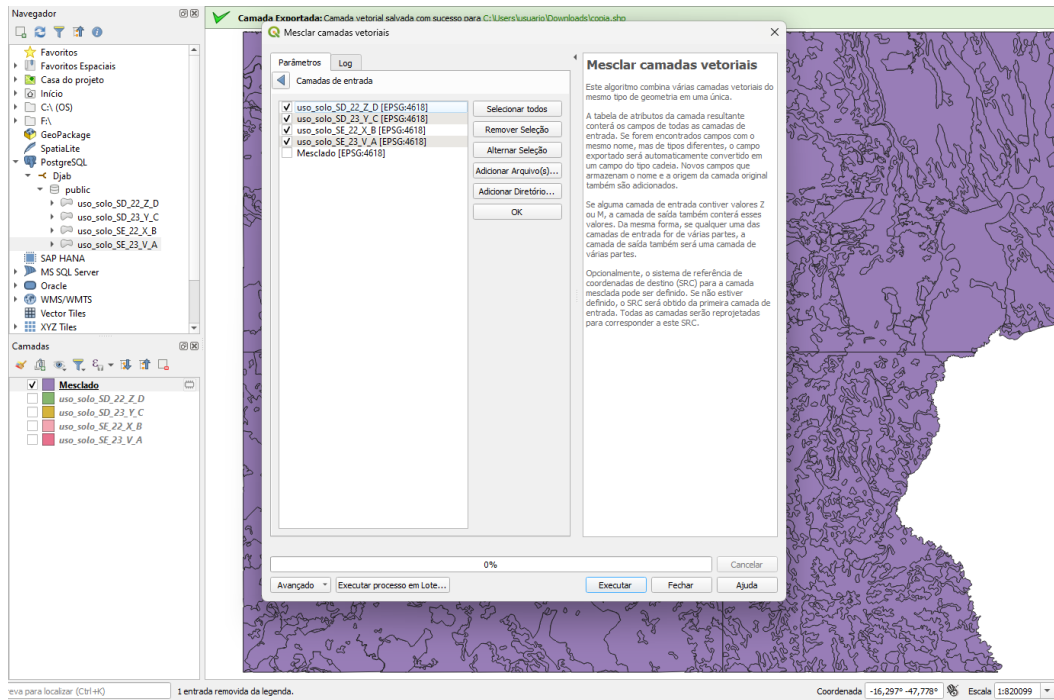 Navegador
Favoritos
Favoritos Espaciais
Casa do projeto
Início
C:\ (OS)
F:\
GeoPackage
SpatiaLite
PostgreSQL
Djab
public
uso_solo_SD_22_Z_D
uso_solo_SD_23_Y_C
uso_solo_SE_22_X_B
uso_solo_SE_23_V_A
SAP HANA
MS SQL Server
Oracle
WMS/WMTS
Vector Tiles
XYZ Tiles
Camadas
Mesclado
uso_solo_SD_22_Z_D
uso_solo_SD_23_Y_C
uso_solo_SE_22_X_B
uso_solo_SE_23_V_A
Camada Exportada: Camada vetorial salvada com sucesso para C:\Users\usuario\Downloads\copia.shp
Mesclar camadas vetoriais
Parâmetros Log
Camadas de entrada
uso_solo_SD_22_Z_D [EPSG:4618]
uso_solo_SD_23_Y_C [EPSG:4618]
uso_solo_SE_22_X_B [EPSG:4618]
uso_solo_SE_23_V_A [EPSG:4618]
Mesclado [EPSG:4618]
Selecionar todos
Remover Seleção
Alternar Seleção
Adicionar Arquivo(s)...
Adicionar Diretório...
OK
Mesclar camadas vetoriais
Este algoritmo combina várias camadas vetoriais do
mesmo tipo de geometria em uma única.
A tabela de atributos da camada resultante
conterá os campos de todas as camadas de
entrada. Se forem encontrados campos com o
mesmo nome, mas de tipos diferentes, o campo
exportado será automaticamente convertido em
um campo do tipo cadeia. Novos campos que
armazenam o nome e a origem da camada original
também são adicionados.
Se alguma camada de entrada contiver valores Z
ou M, a camada de saída também conterá esses
valores. Da mesma forma, se qualquer uma das
camadas de entrada for de várias partes, a
camada de saída também será uma camada de
várias partes.
Opcionalmente, o sistema de referência de
coordenadas de destino (SRC) para a camada
mesclada pode ser definido. Se não estiver
definido, o SRC será obtido da primeira camada de
entrada. Todas as camadas serão reprojetadas
para corresponder a este SRC.
0%
Cancelar
Avançado Executar processo em Lote...
Executar Fechar Ajuda
reva para localizar (Ctrl+K) 1 entrada removida da legenda. Coordenada -16,297° -47,778° Escala 1:820099